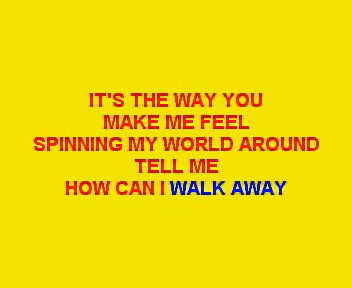 IT'S THE WAY YOU
MAKE ME FEEL
SPINNING MY WORLD AROUND
TELL ME
HOW CAN I WALK AWAY